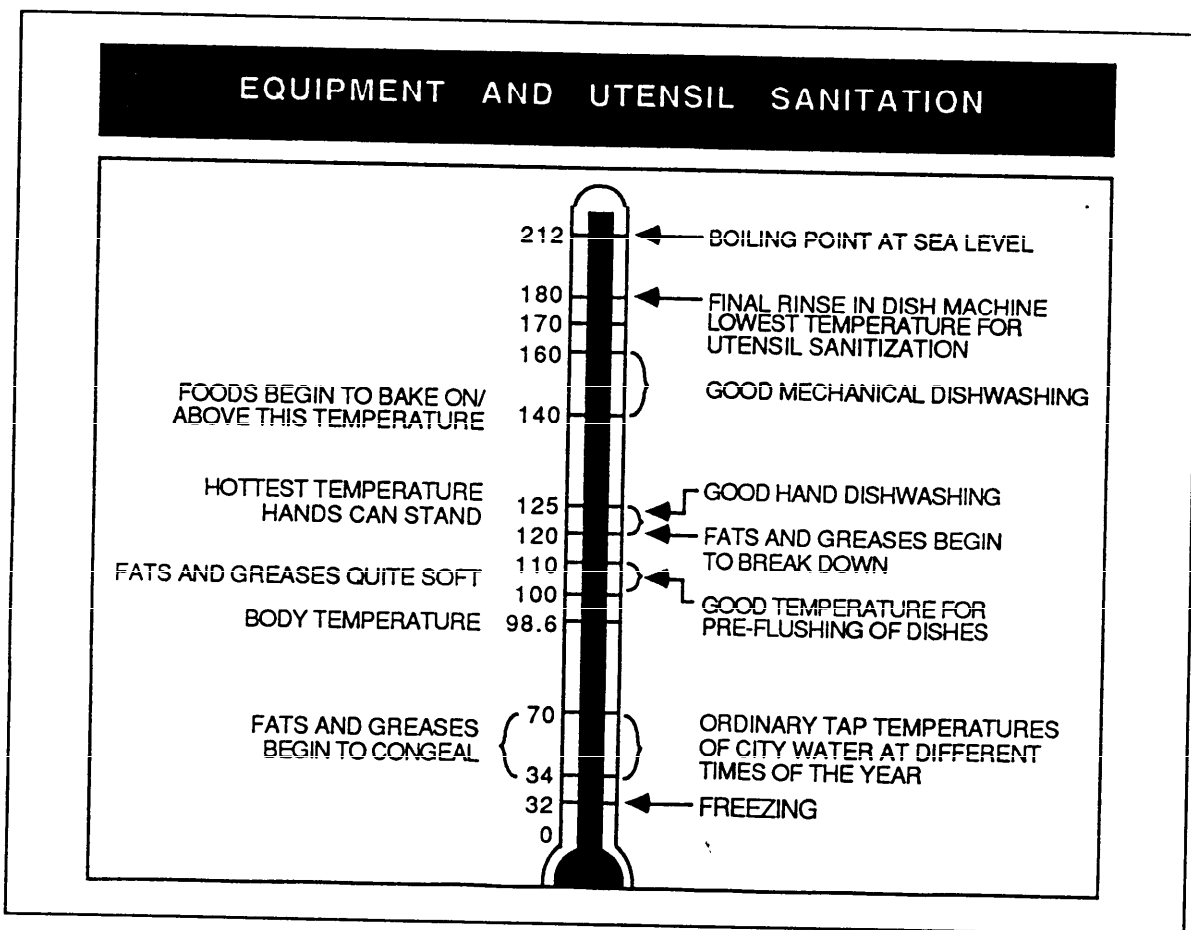 EQUIPMENT AND UTENSIL SANITATION
212
BOILING POINT AT SEA LEVEL
180
FINAL RINSE IN DISH MACHINE
LOWEST TEMPERATURE FOR
UTENSIL SANITIZATION
170
160
GOOD MECHANICAL DISHWASHING
FOODS BEGIN TO BAKE ON/
ABOVE THIS TEMPERATURE
140
HOTTEST TEMPERATURE
HANDS CAN STAND
125
GOOD HAND DISHWASHING
120
FATS AND GREASES BEGIN
TO BREAK DOWN
110
FATS AND GREASES QUITE SOFT
100
GOOD TEMPERATURE FOR
PRE-FLUSHING OF DISHES
BODY TEMPERATURE
98.6
70
FATS AND GREASES
BEGIN TO CONGEAL
ORDINARY TAP TEMPERATURES
OF CITY WATER AT DIFFERENT
TIMES OF THE YEAR
34
32
FREEZING
0